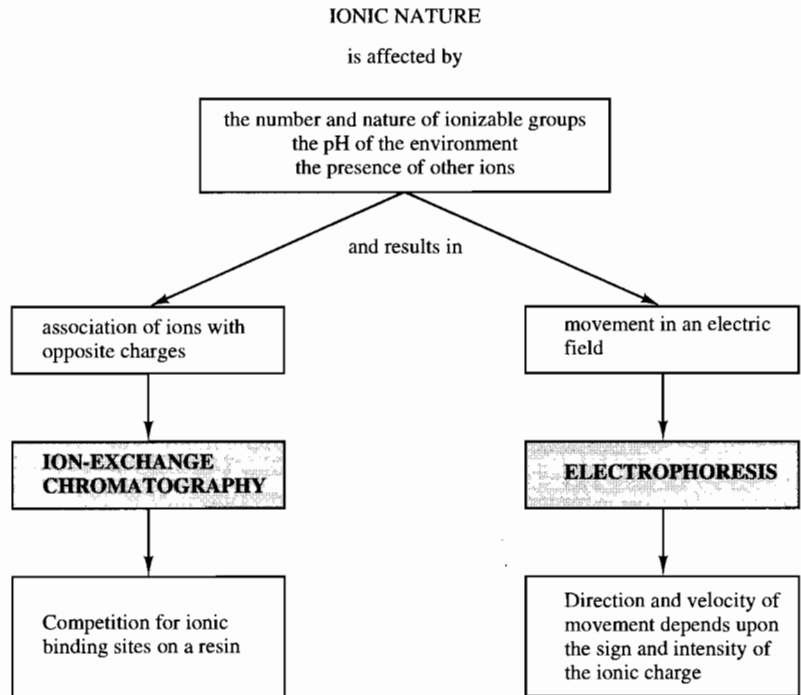 IONIC NATURE
is affected by
the number and nature of ionizable groups
the pH of the environment
the presence of other ions
and results in
association of ions with
opposite charges
movement in an electric
field
ION-EXCHANGE
CHROMATOGRAPHY
ELECTROPHORESIS
Competition for ionic
binding sites on a resin
Direction and velocity of
movement depends upon
the sign and intensity of
the ionic charge